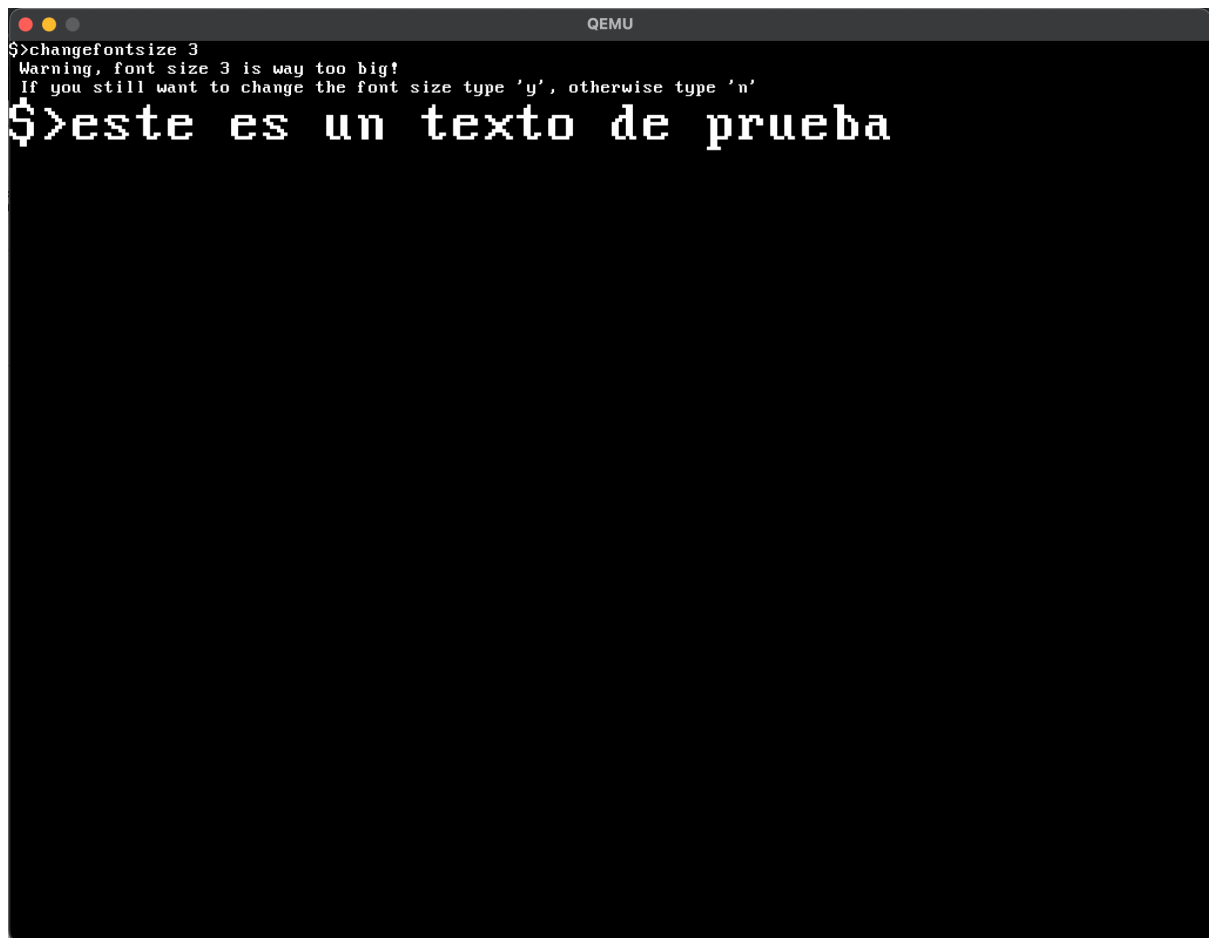 QEMU
$>changefontsize 3
Warning, font size 3 is way too big!
If you still want to change the font size type 'y', otherwise type 'n'
$>este es un texto de prueba